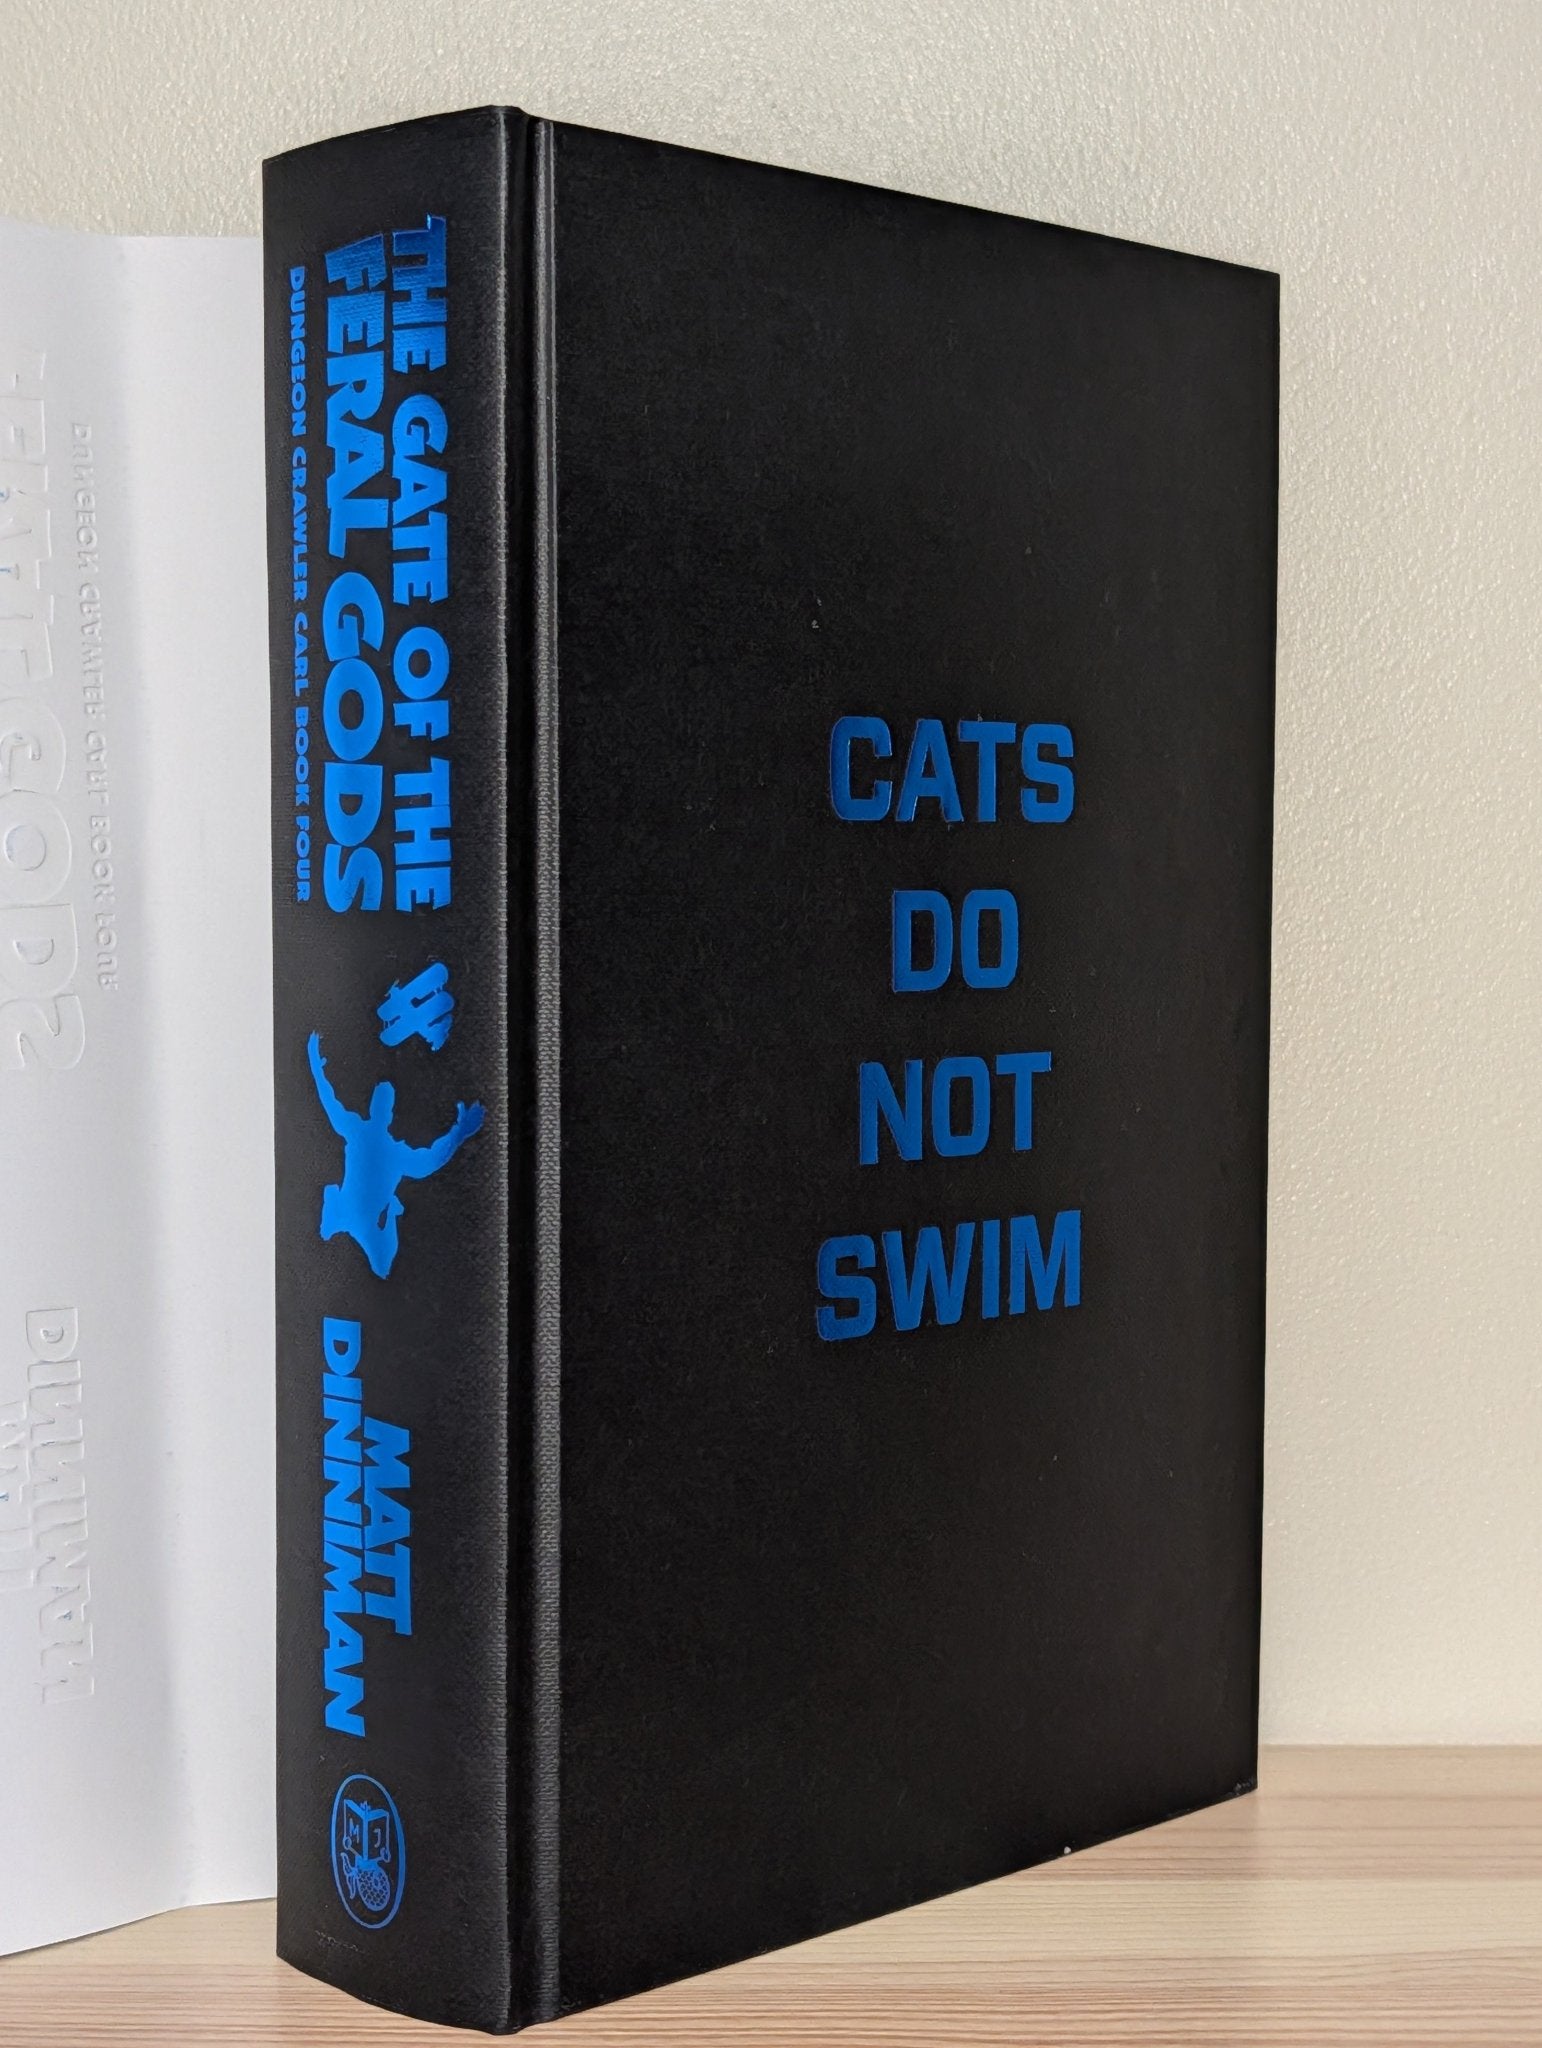 THE GATE OF THE
FERAL GODS
DUNGEON CRAWLER CARL BOOK FOUR
MATT
DINNIMAN
M J
CATS
DO
NOT
SWIM